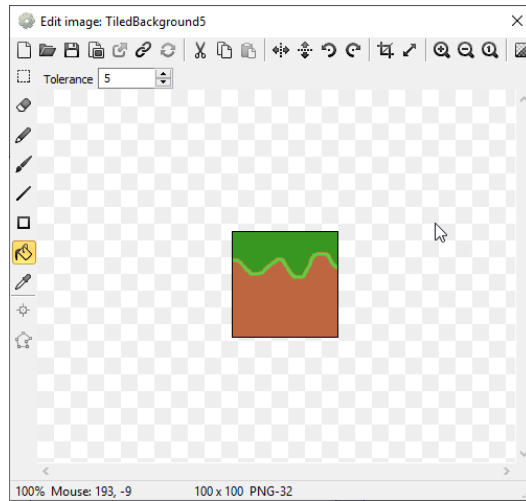 Edit image: TiledBackground5
Tolerance 5
100% Mouse: 193, -9 100 x 100 PNG-32